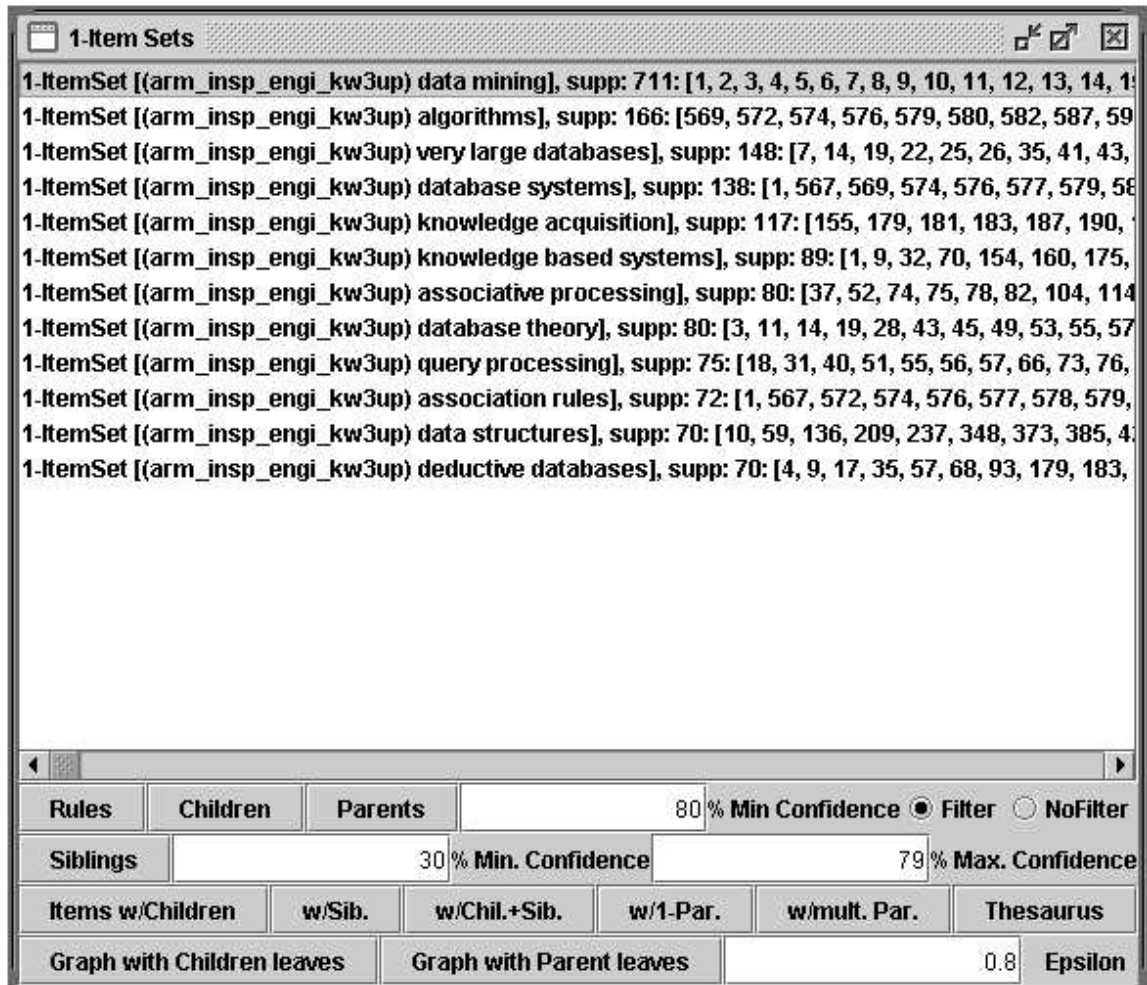 1-Item Sets
1-ItemSet [(arm_insp_engi_kw3up) data mining], supp: 711: [1, 2, 3, 4, 5, 6, 7, 8, 9, 10, 11, 12, 13, 14,
1-ItemSet [(arm_insp_engi_kw3up) algorithms], supp: 166: [569, 572, 574, 576, 579, 580, 582, 587,
1-ItemSet [(arm_insp_engi_kw3up) very large databases], supp: 148: [7, 14, 19, 22, 25, 26, 35, 41, 43,
1-ItemSet [(arm_insp_engi_kw3up) database systems], supp: 138: [1, 567, 569, 574, 576, 577, 579,
1-ItemSet [(arm_insp_engi_kw3up) knowledge acquisition], supp: 117: [155, 179, 181, 183, 187, 190,
1-ItemSet [(arm_insp_engi_kw3up) knowledge based systems], supp: 89: [1, 9, 32, 70, 154, 160, 175,
1-ItemSet [(arm_insp_engi_kw3up) associative processing], supp: 80: [37, 52, 74, 75, 78, 82, 104, 114
1-ItemSet [(arm_insp_engi_kw3up) database theory], supp: 80: [3, 11, 14, 19, 28, 43, 45, 49, 53, 55, 57
1-ItemSet [(arm_insp_engi_kw3up) query processing], supp: 75: [18, 31, 40, 51, 55, 56, 57, 66, 73, 76,
1-ItemSet [(arm_insp_engi_kw3up) association rules], supp: 72: [1, 567, 572, 574, 576, 577, 578, 579,
1-ItemSet [(arm_insp_engi_kw3up) data structures], supp: 70: [10, 59, 136, 209, 237, 348, 373, 385,
1-ItemSet [(arm_insp_engi_kw3up) deductive databases], supp: 70: [4, 9, 17, 35, 57, 68, 93, 179, 183,
Rules Children Parents 80 % Min Confidence Filter NoFilter
Siblings 30 % Min. Confidence 79 % Max. Confidence
Items w/Children w/Sib. w/Chil.+Sib. w/1-Par. w/mult. Par. Thesaurus
Graph with Children leaves Graph with Parent leaves 0.8 Epsilon